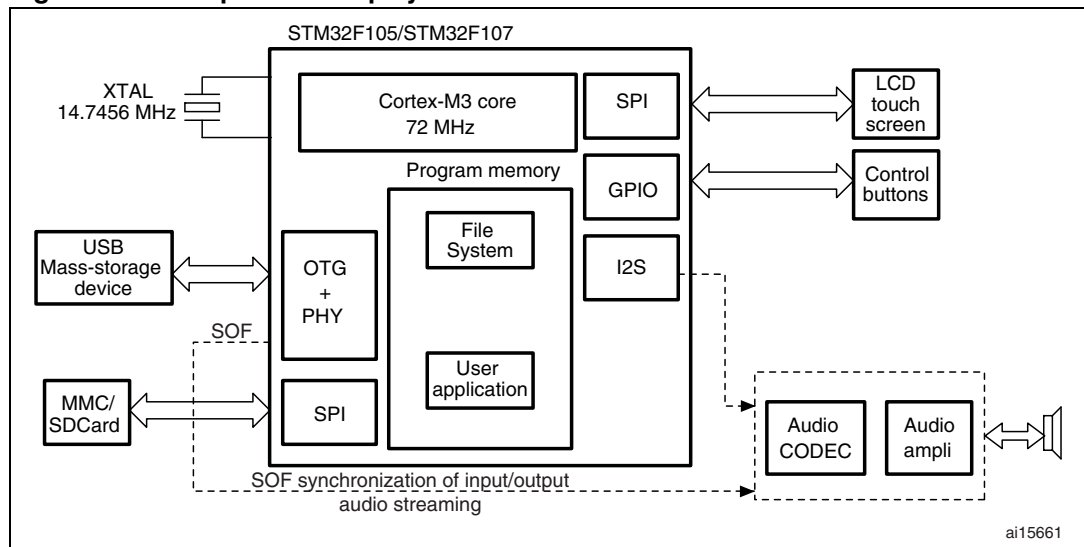 STM32F105/STM32F107
XTAL
14.7456 MHz
Cortex-M3 core
72 MHz
SPI
LCD
touch
screen
Program memory
GPIO
Control
buttons
File
System
I2S
USB
Mass-storage
device
OTG
+
PHY
SOF
User
application
MMC/
SDCard
SPI
Audio
CODEC
Audio
ampli
SOF synchronization of input/output
audio streaming
ai15661